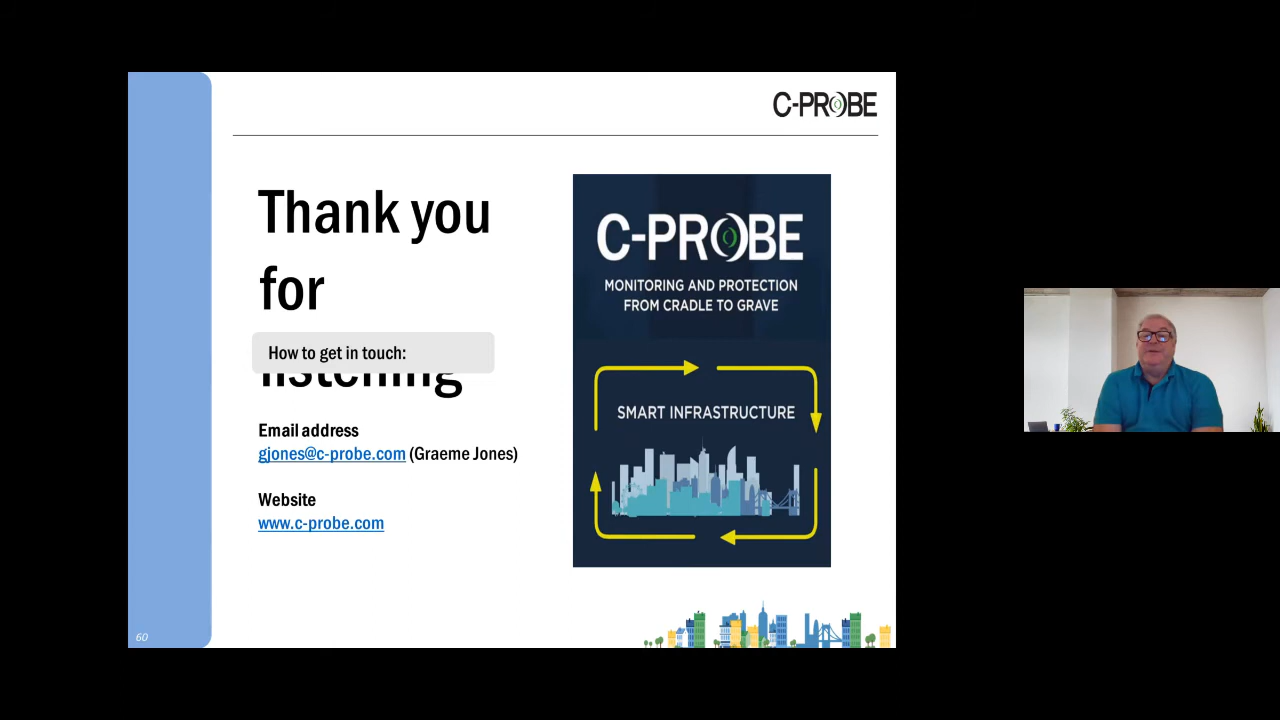 C-PROBE
Thank you
for
How to get in touch:
listening
Email address
gjones@c-probe.com (Graeme Jones)
Website
www.c-probe.com
C-PROBE
MONITORING AND PROTECTION
FROM CRADLE TO GRAVE
SMART INFRASTRUCTURE
60